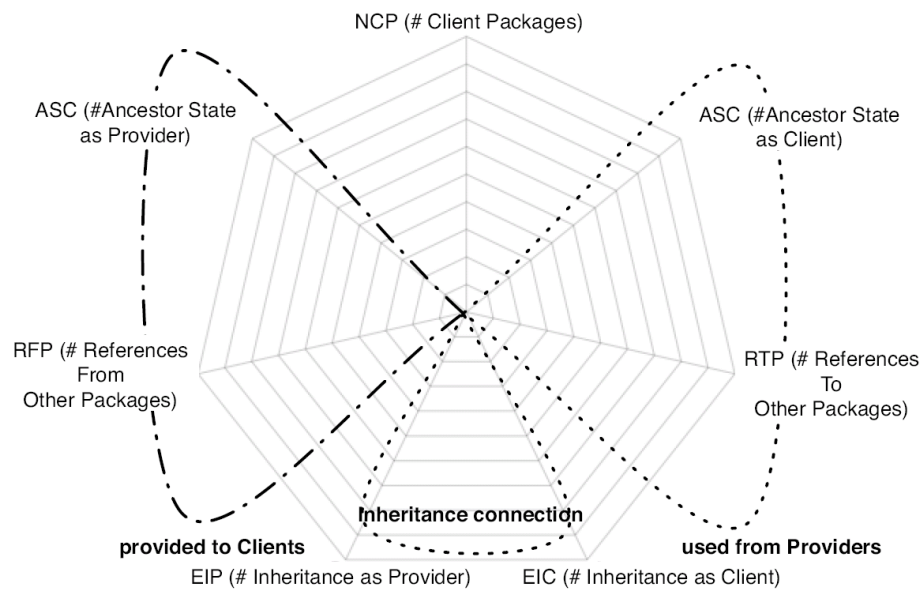 NCP (# Client Packages)
ASC (#Ancestor State
as Provider)
ASC (#Ancestor State
as Client)
RFP (# References
From
Other Packages)
RTP (# References
To
Other Packages)
Inheritance connection
provided to Clients
used from Providers
EIP (# Inheritance as Provider)
EIC (# Inheritance as Client)